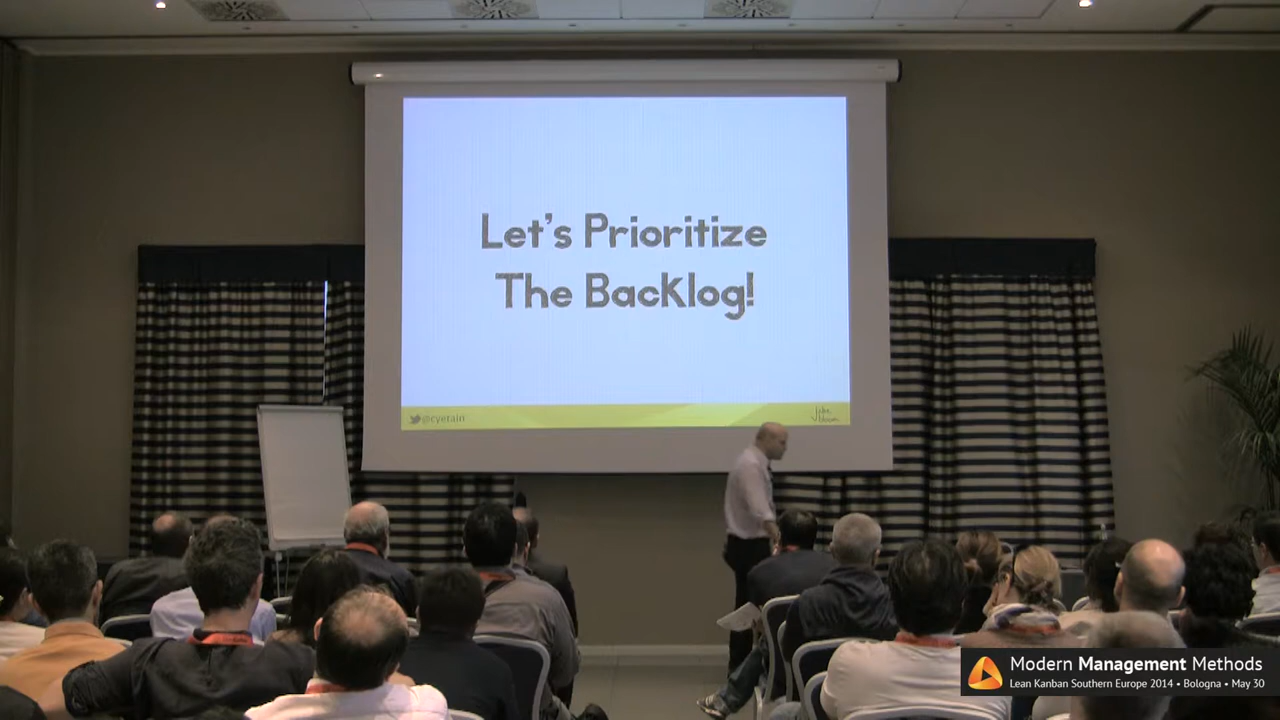 Let's Prioritize
The Backlog!
@cyetain
Modern Management Methods
Lean Kanban Southern Europe 2014 • Bologna • May 30